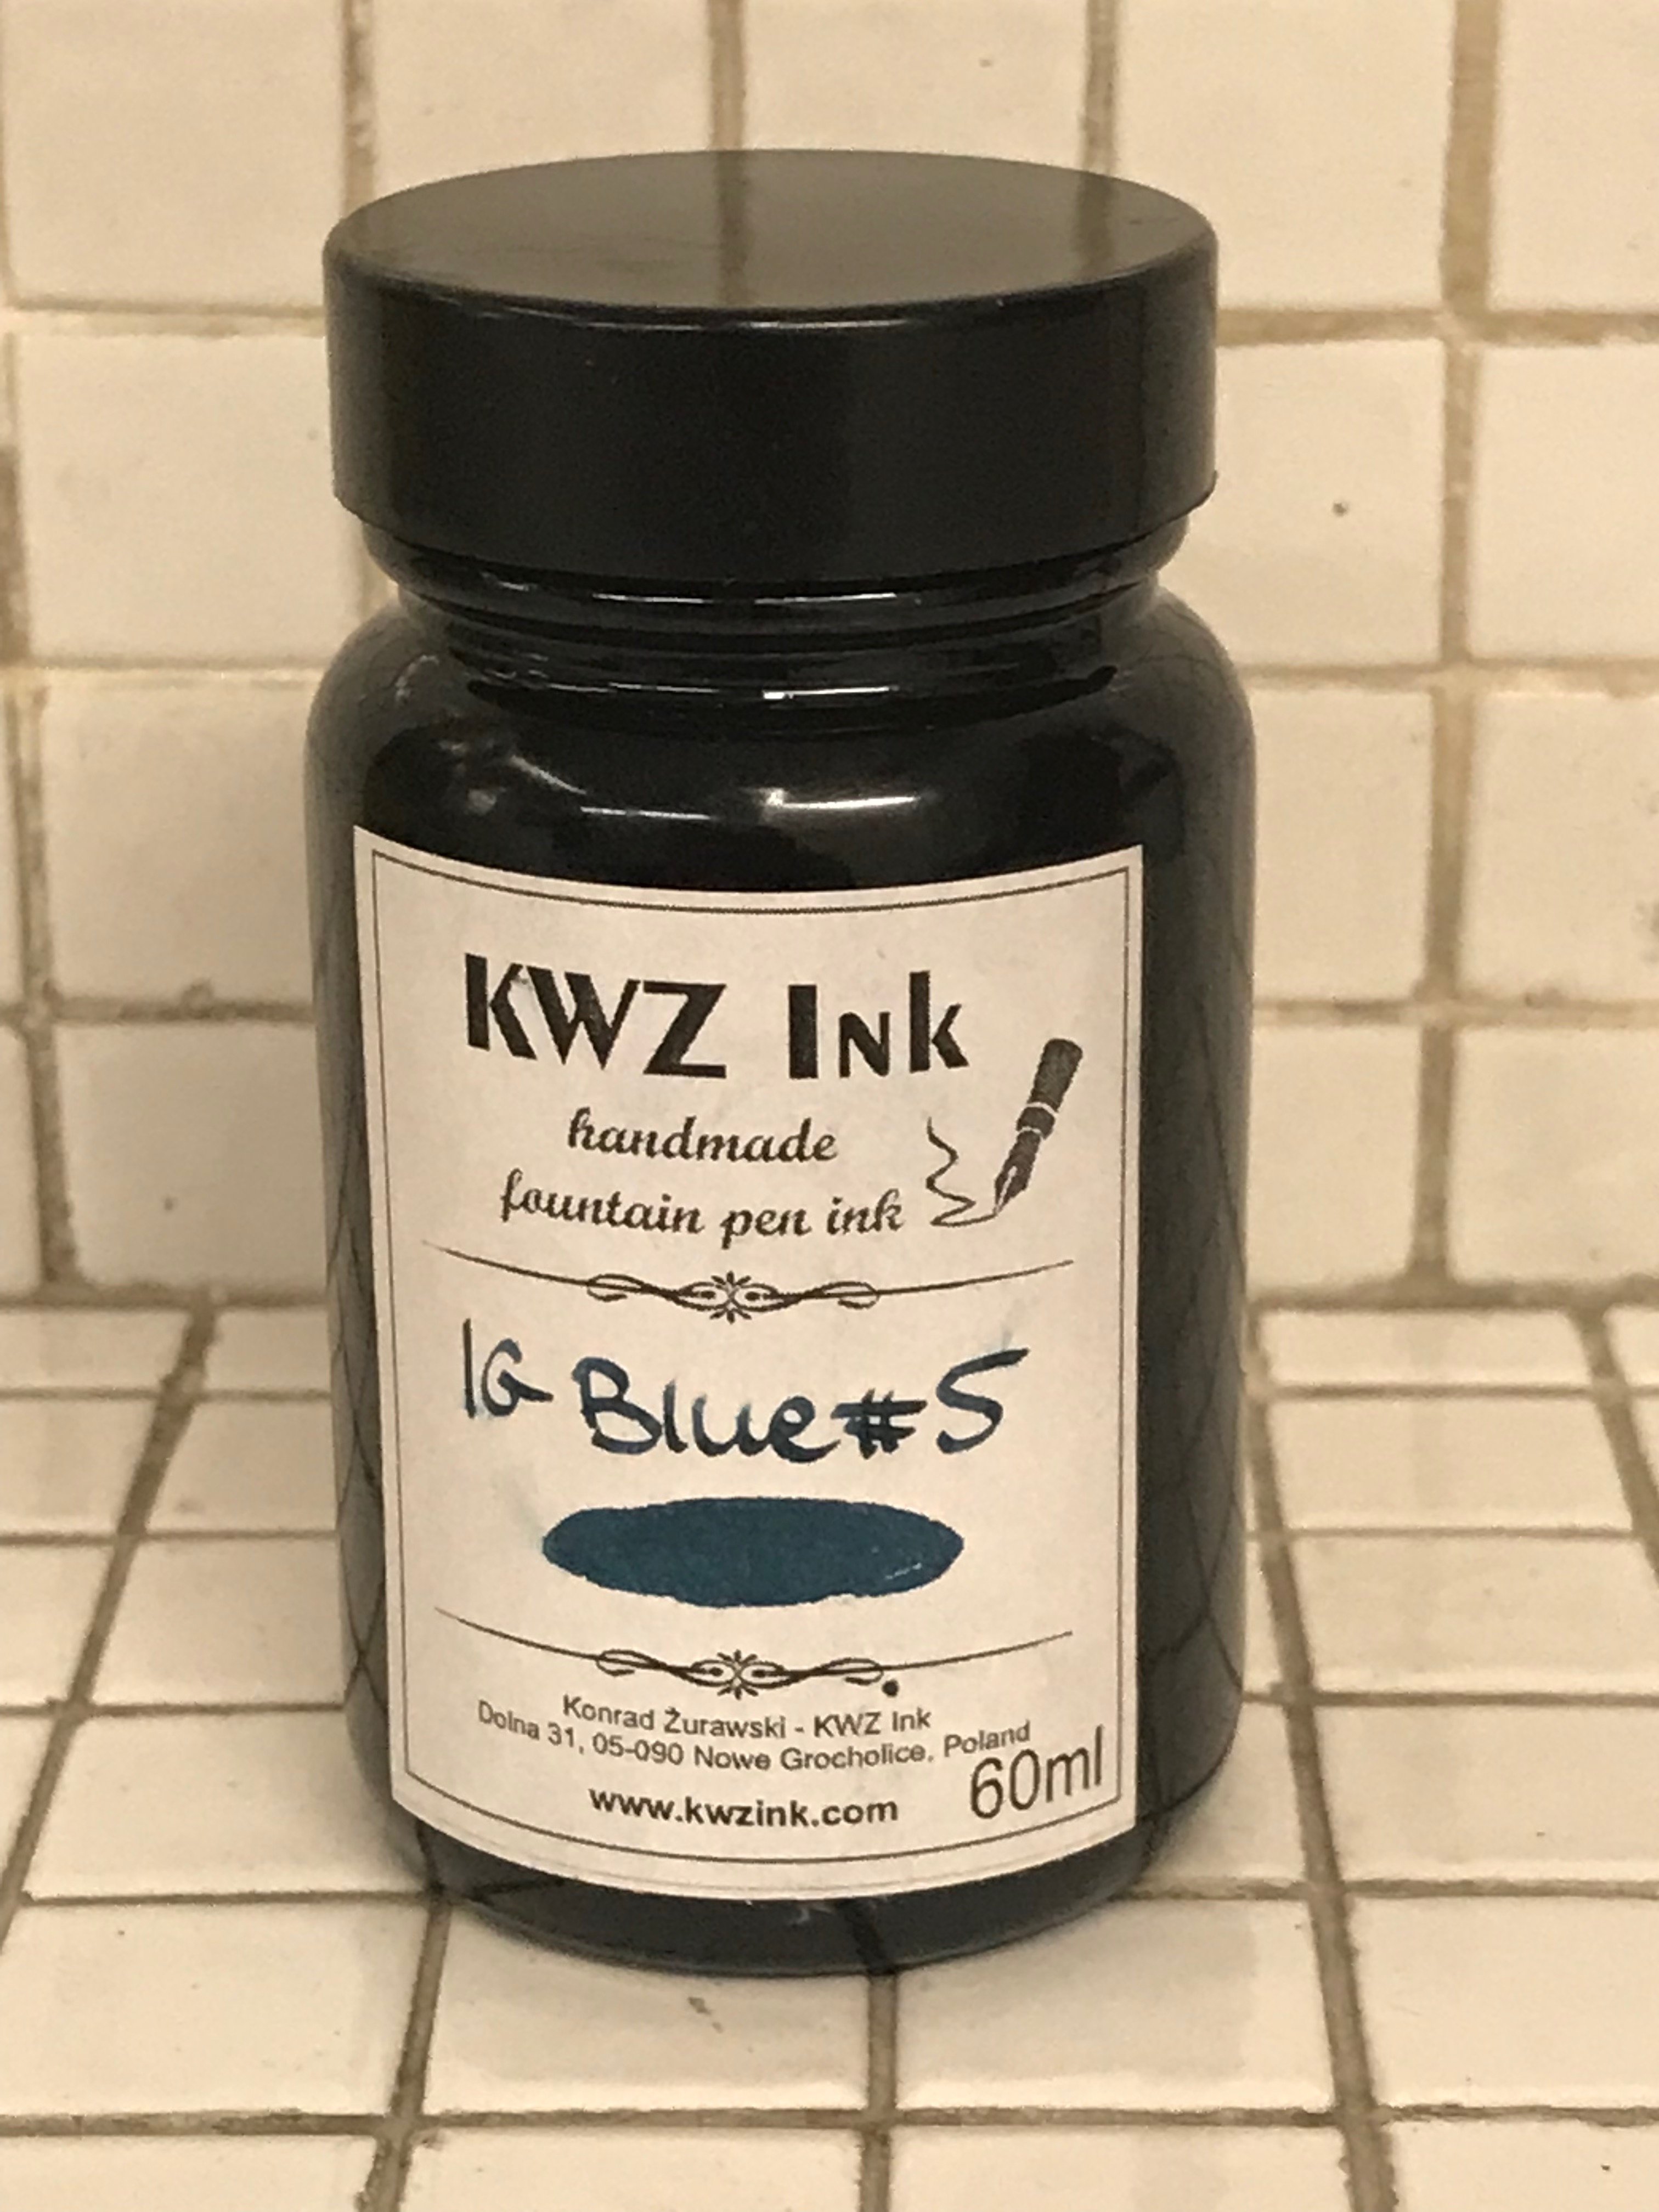 KWZ Ink
handmade
fountain pen ink
IG Blue #5
Konrad Żurawski - KWZ Ink
Dolna 31, 05-090 Nowe Grocholice, Poland
www.kwzink.com
60ml